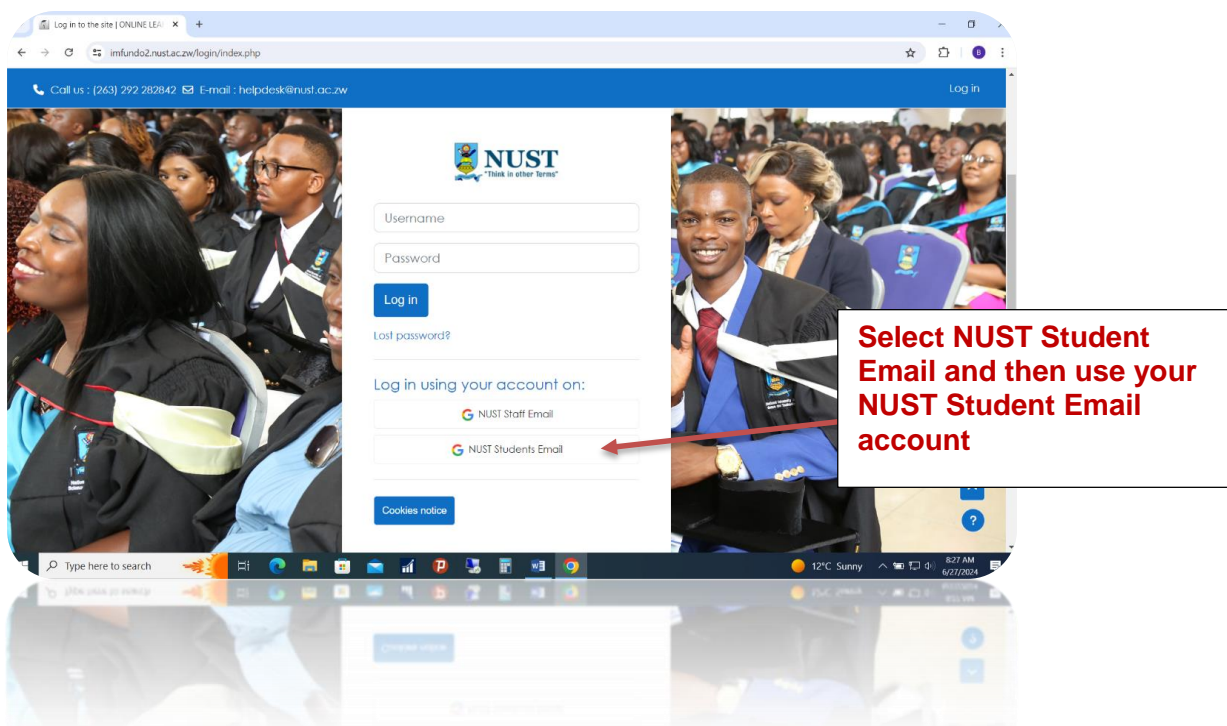 Log in to the site | ONLINE LEA
imfundo2.nust.ac.zw/login/index.php
B
Call us : (263) 292 282842 E-mail : helpdesk@nust.ac.zw
Log in
NUST
"Think in other Terms"
Username
Password
Log in
Lost password?
Log in using your account on:
G NUST Staff Email
G NUST Students Email
Cookies notice
?
Select NUST Student
Email and then use your
NUST Student Email
account
Type here to search
12°C Sunny
8:27 AM
6/27/2024